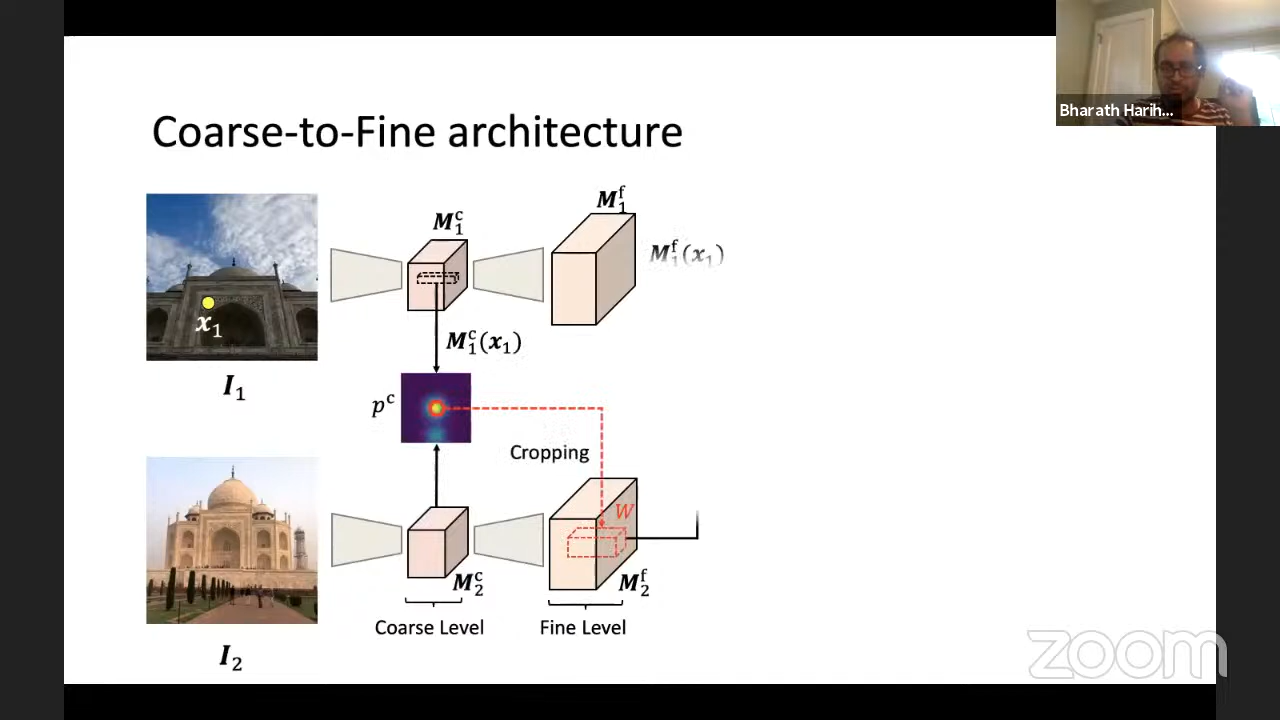 Bharath Harih...
Coarse-to-Fine architecture
M₁ᶜ
M₁ᶠ
M₁ᶠ(x₁)
x₁
M₁ᶜ(x₁)
I₁
pᶜ
Cropping
W
M₂ᶜ
M₂ᶠ
Coarse Level
Fine Level
I₂
zoom